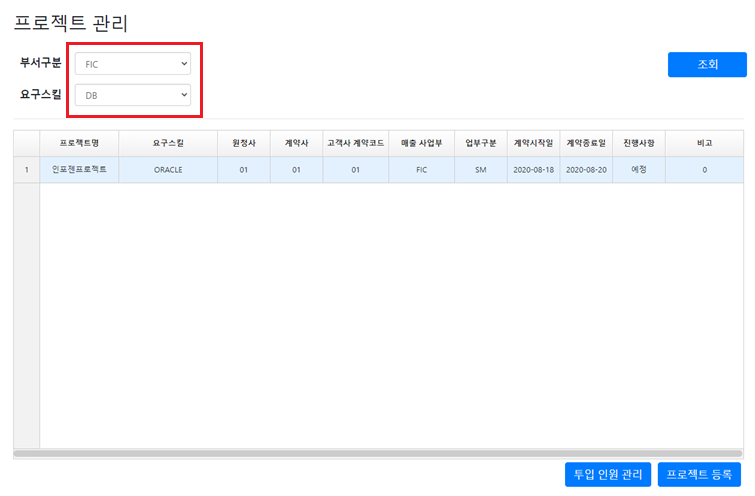 프로젝트 관리
부서구분 FIC 조회
요구스킬 DB
프로젝트명 요구스킬 원청사 계약사 고객사 계약코드 매출 사업부 업부구분 계약시작일 계약종료일 진행사항 비고
1 인포젠프로젝트 ORACLE 01 01 01 FIC SM 2020-08-18 2020-08-20 예정 0
투입 인원 관리 프로젝트 등록